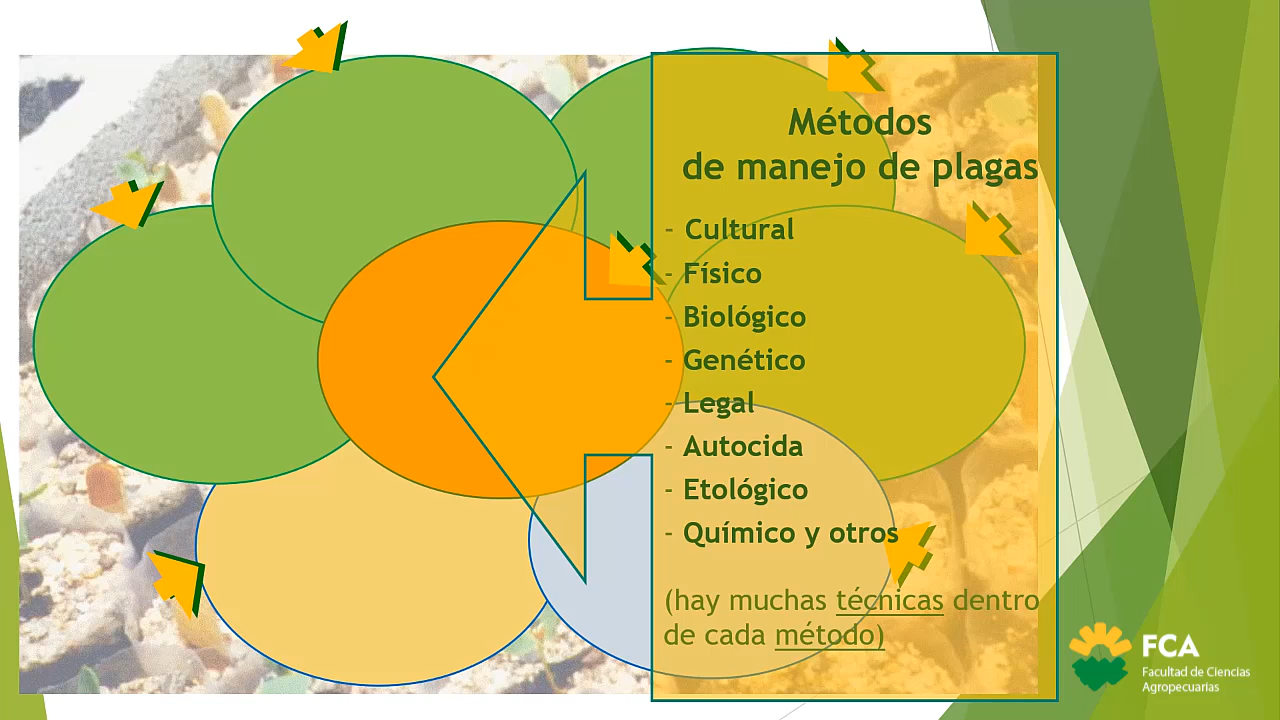 Métodos
de manejo de plagas
- Cultural
- Físico
- Biológico
- Genético
- Legal
- Autocida
- Etológico
- Químico y otros
(hay muchas técnicas dentro
de cada método)
FCA
Facultad de Ciencias
Agropecuarias